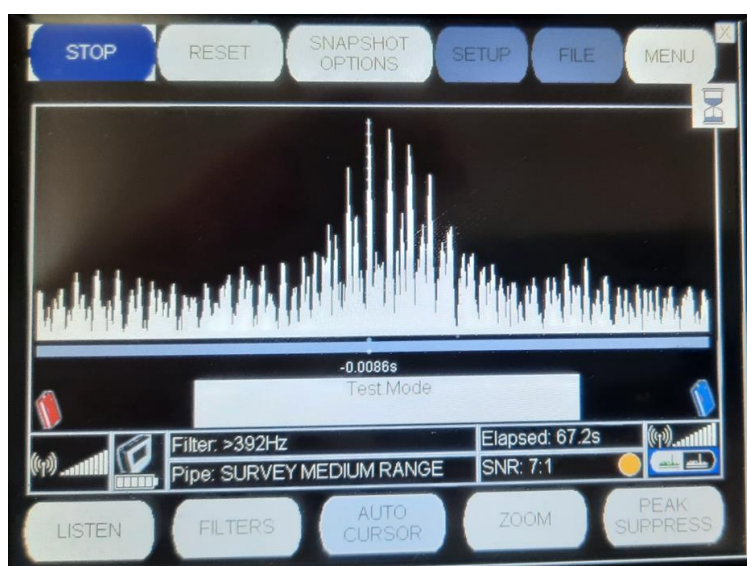 STOP
RESET
SNAPSHOT
OPTIONS
SETUP
FILE
MENU
X
-0.0086s
Test Mode
Filter: >392Hz
Elapsed: 67.2s
Pipe: SURVEY MEDIUM RANGE
SNR: 7:1
LISTEN
FILTERS
AUTO
CURSOR
ZOOM
PEAK
SUPPRESS